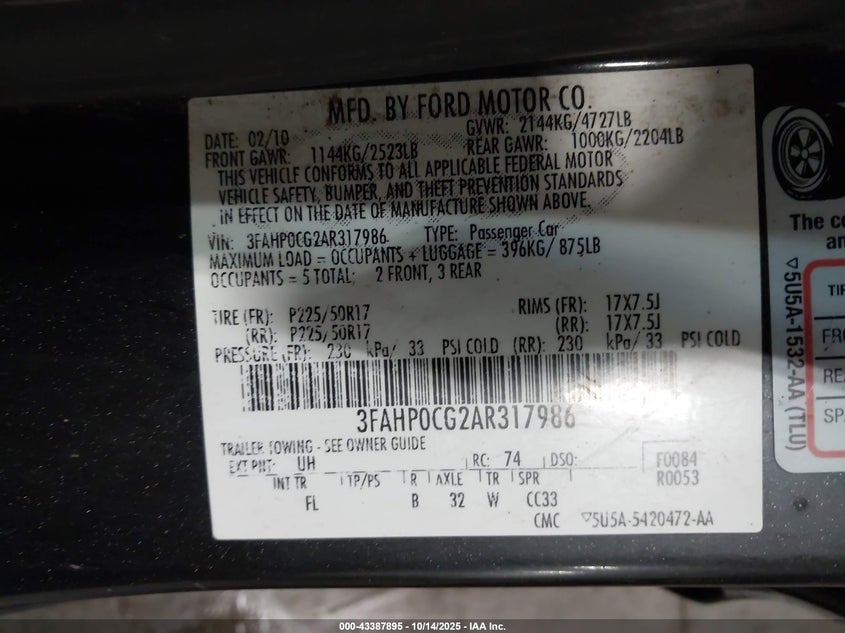 MFD. BY FORD MOTOR CO.
DATE: 02/10 GVWR: 2144KG/4727LB
FRONT GAWR: 1144KG/2523LB REAR GAWR: 1000KG/2204LB
THIS VEHICLE CONFORMS TO ALL APPLICABLE FEDERAL MOTOR
VEHICLE SAFETY, BUMPER, AND THEFT PREVENTION STANDARDS
IN EFFECT ON THE DATE OF MANUFACTURE SHOWN ABOVE.
VIN: 3FAHP0CG2AR317986 TYPE: Passenger Car
MAXIMUM LOAD = OCCUPANTS + LUGGAGE = 396KG/ 875LB
OCCUPANTS = 5 TOTAL: 2 FRONT, 3 REAR
TIRE (FR): P225/50R17 RIMS (FR): 17X7.5J
(RR): P225/50R17 (RR): 17X7.5J
PRESSURE (FR): 230 kPa/ 33 PSI COLD (RR): 230 kPa/ 33 PSI COLD
3FAHP0CG2AR317986
TRAILER TOWING - SEE OWNER GUIDE
EXT PNT: UH RC: 74 DSO: F0084
INT TR TP/PS R AXLE TR SPR R0053
FL B 32 W CC33
CMC ▽5U5A-5420472-AA
The co
an
▽5U5A-1532-AA (TLU)
TIR
FRO
REA
SPA
000-43387895 - 10/14/2025 - IAA Inc.